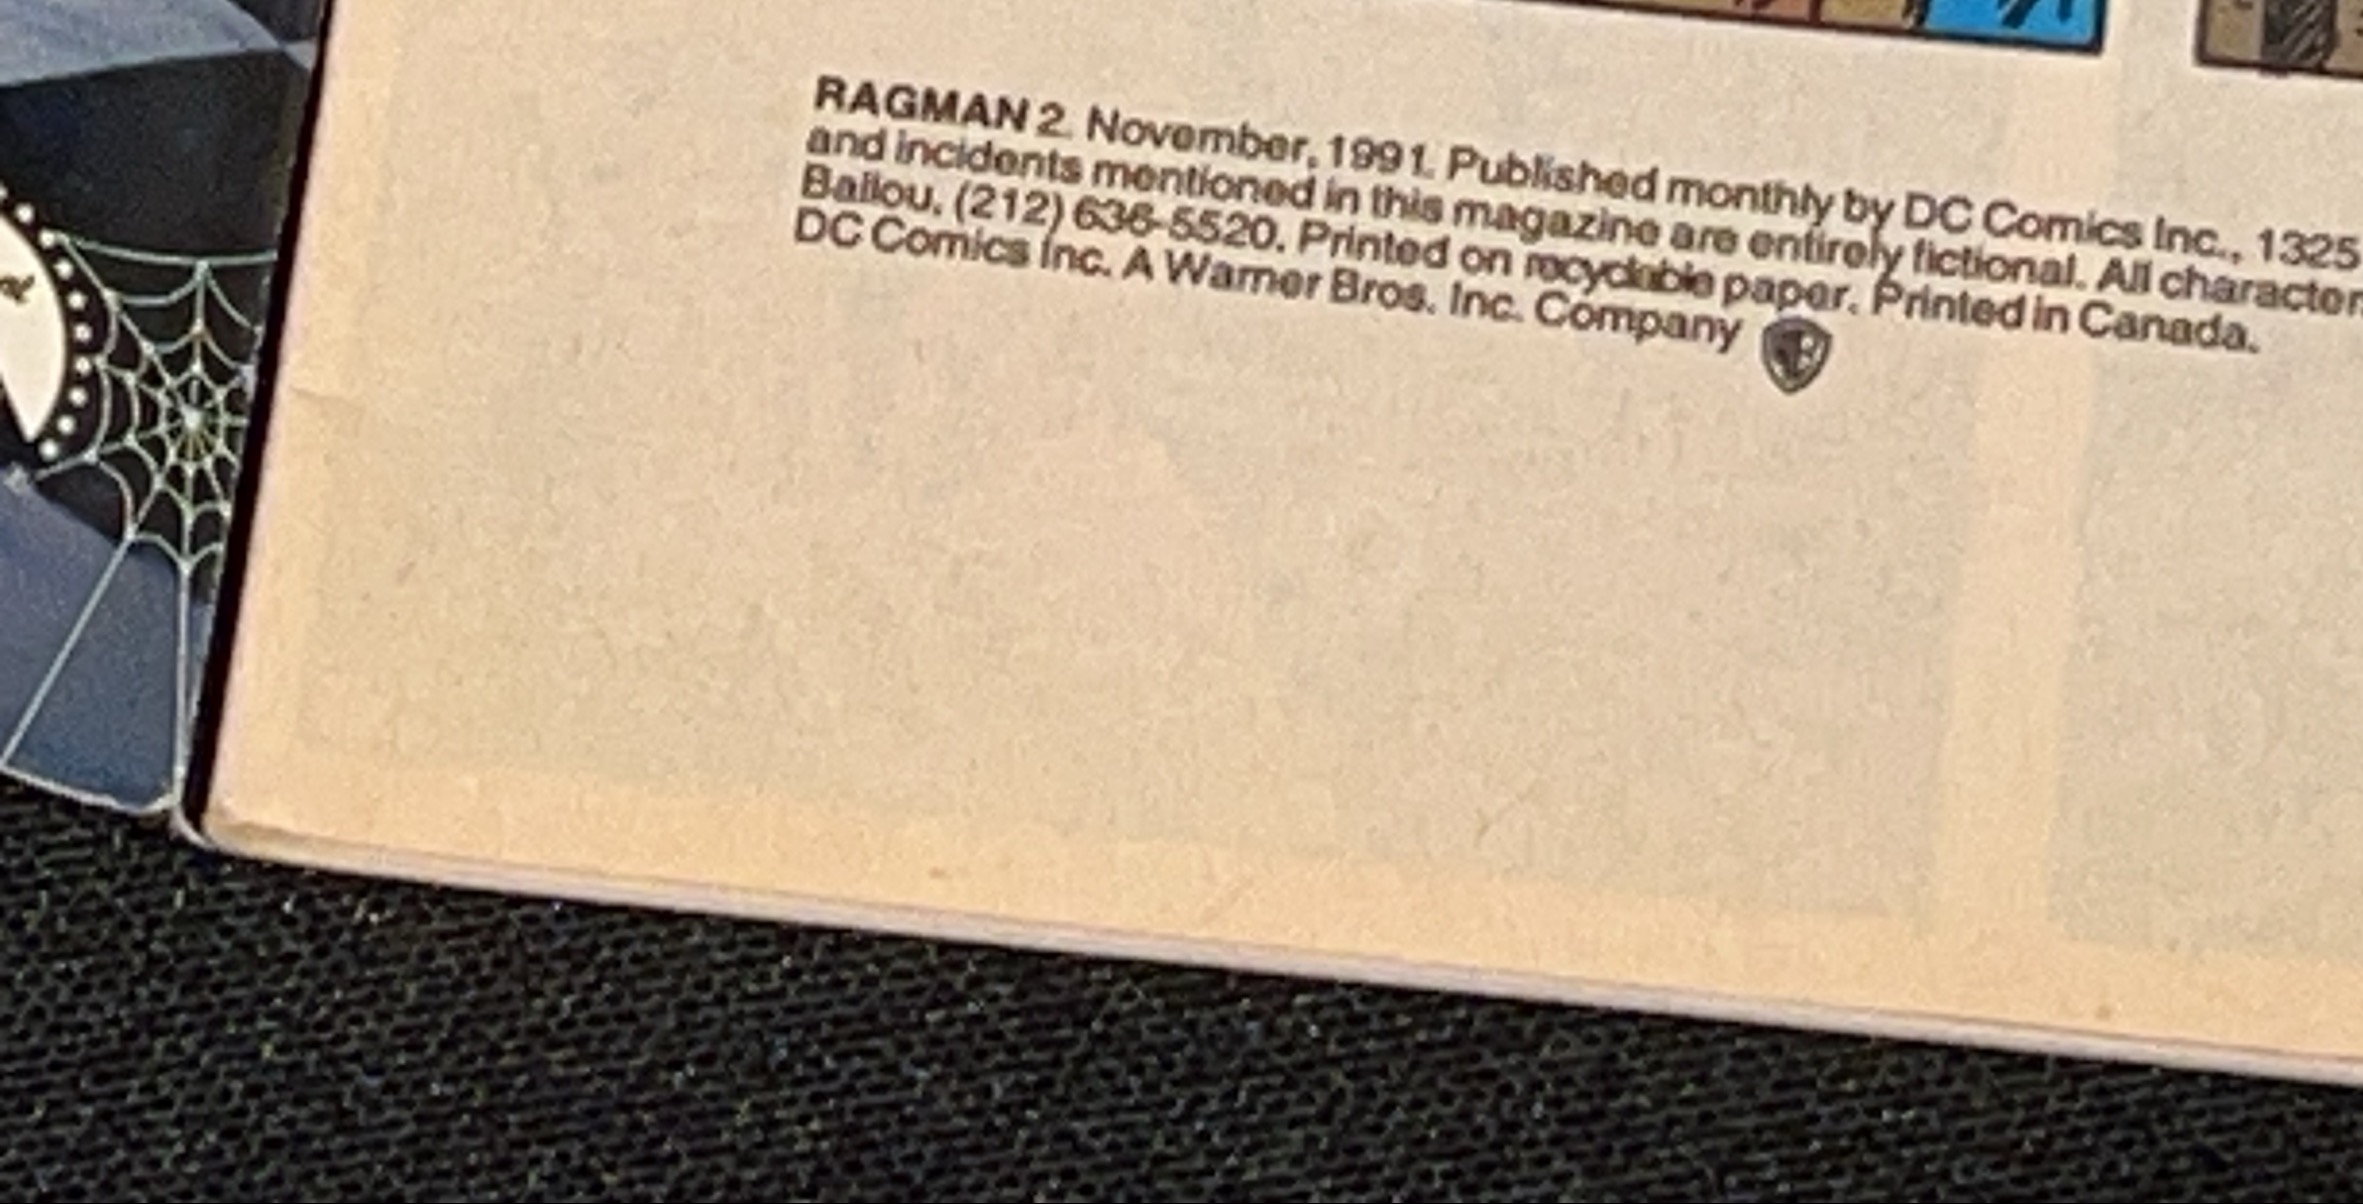 RAGMAN 2. November, 1991. Published monthly by DC Comics Inc., 1325
and incidents mentioned in this magazine are entirely fictional. All character
Ballou, (212) 636-5520. Printed on recyclable paper. Printed in Canada.
DC Comics Inc. A Warner Bros. Inc. Company